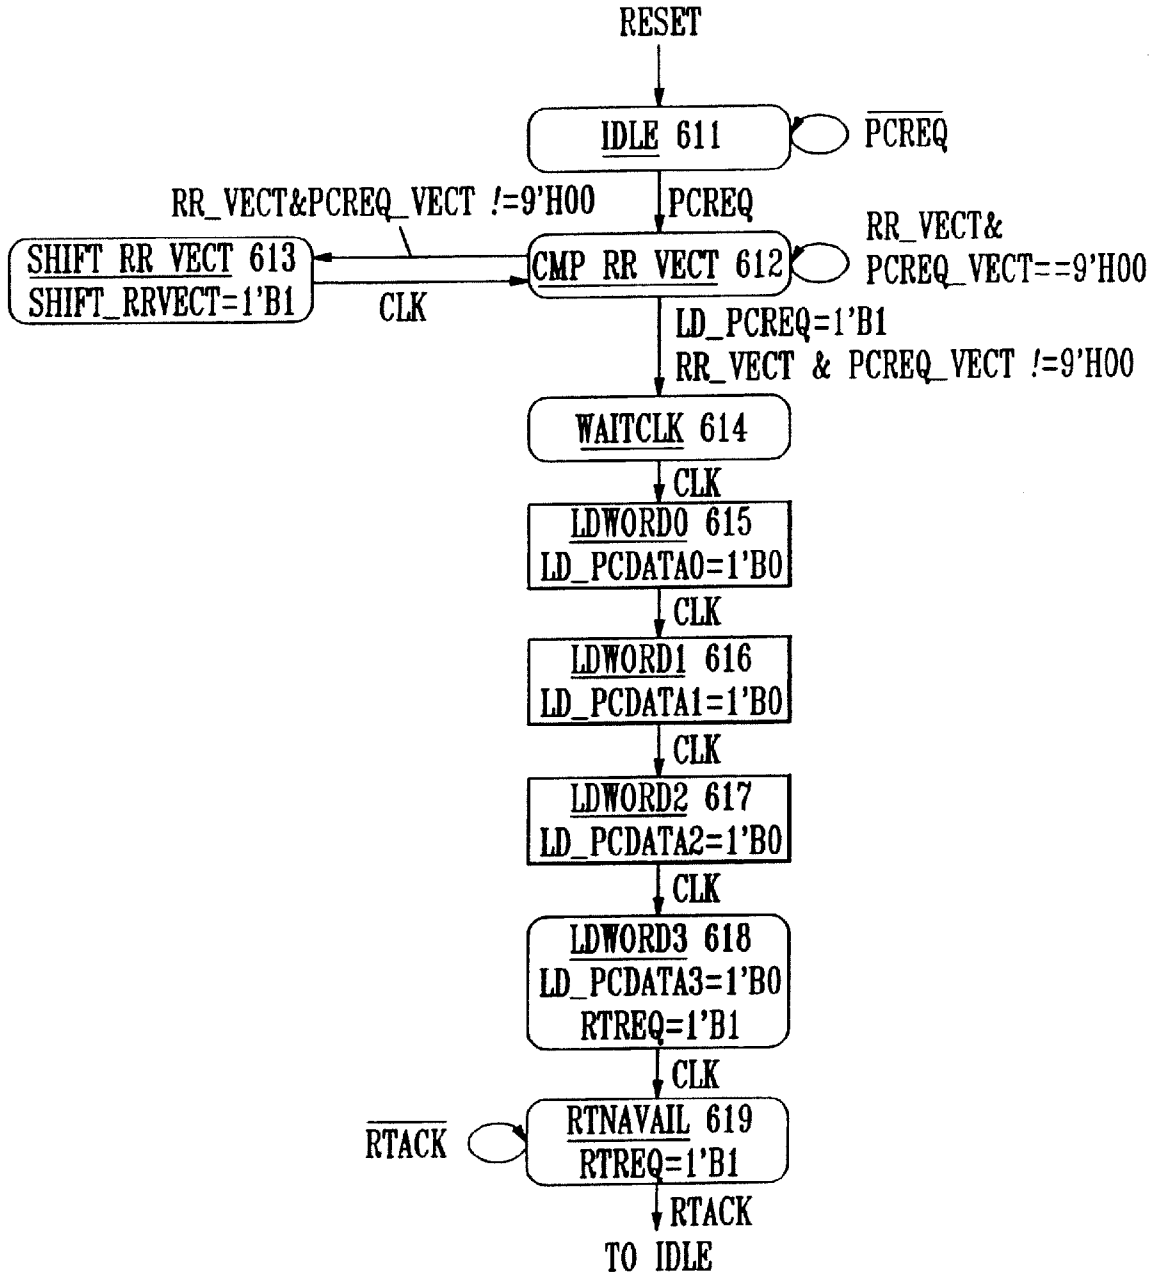 RESET
IDLE 611
PCREQ
PCREQ
RR_VECT&PCREQ_VECT !=9'H00
RR_VECT&
PCREQ_VECT==9'H00
SHIFT RR VECT 613
SHIFT_RRVECT=1'B1
CLK
CMP RR VECT 612
LD_PCREQ=1'B1
RR_VECT & PCREQ_VECT !=9'H00
WAITCLK 614
CLK
LDWORD0 615
LD_PCDATA0=1'B0
CLK
LDWORD1 616
LD_PCDATA1=1'B0
CLK
LDWORD2 617
LD_PCDATA2=1'B0
CLK
LDWORD3 618
LD_PCDATA3=1'B0
RTREQ=1'B1
CLK
RTACK
RTNAVAIL 619
RTREQ=1'B1
RTACK
TO IDLE